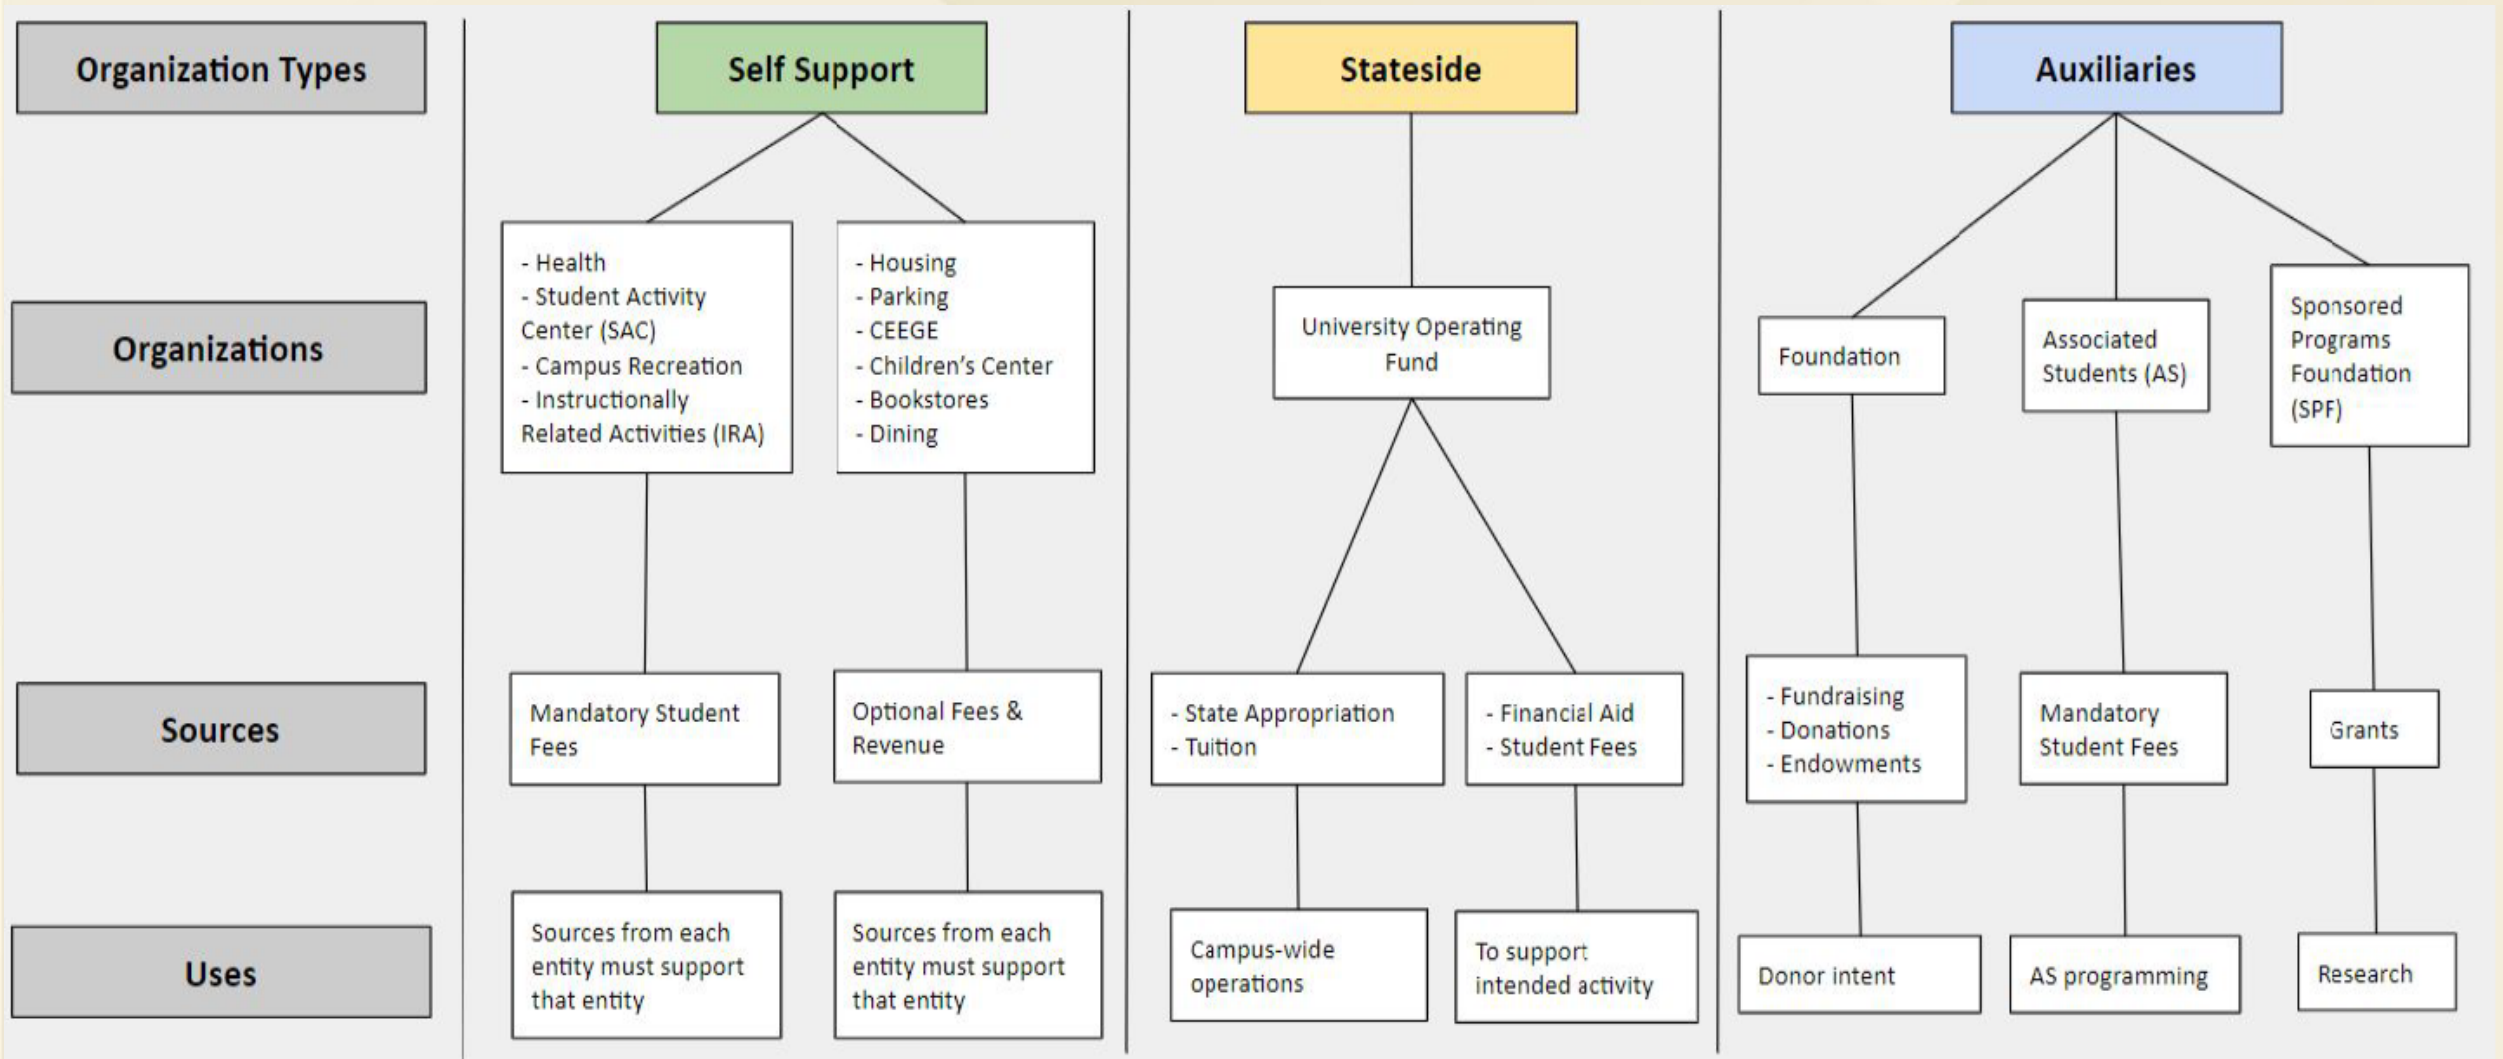 Organization Types
Self Support
Stateside
Auxiliaries
Organizations
- Health
- Student Activity
Center (SAC)
- Campus Recreation
- Instructionally
Related Activities (IRA)
- Housing
- Parking
- CEEGE
- Children's Center
- Bookstores
- Dining
University Operating
Fund
Foundation
Associated
Students (AS)
Sponsored
Programs
Foundation
(SPF)
Sources
Mandatory Student
Fees
Optional Fees &
Revenue
- State Appropriation
- Tuition
- Financial Aid
- Student Fees
- Fundraising
- Donations
- Endowments
Mandatory
Student Fees
Grants
Uses
Sources from each
entity must support
that entity
Sources from each
entity must support
that entity
Campus-wide
operations
To support
intended activity
Donor intent
AS programming
Research